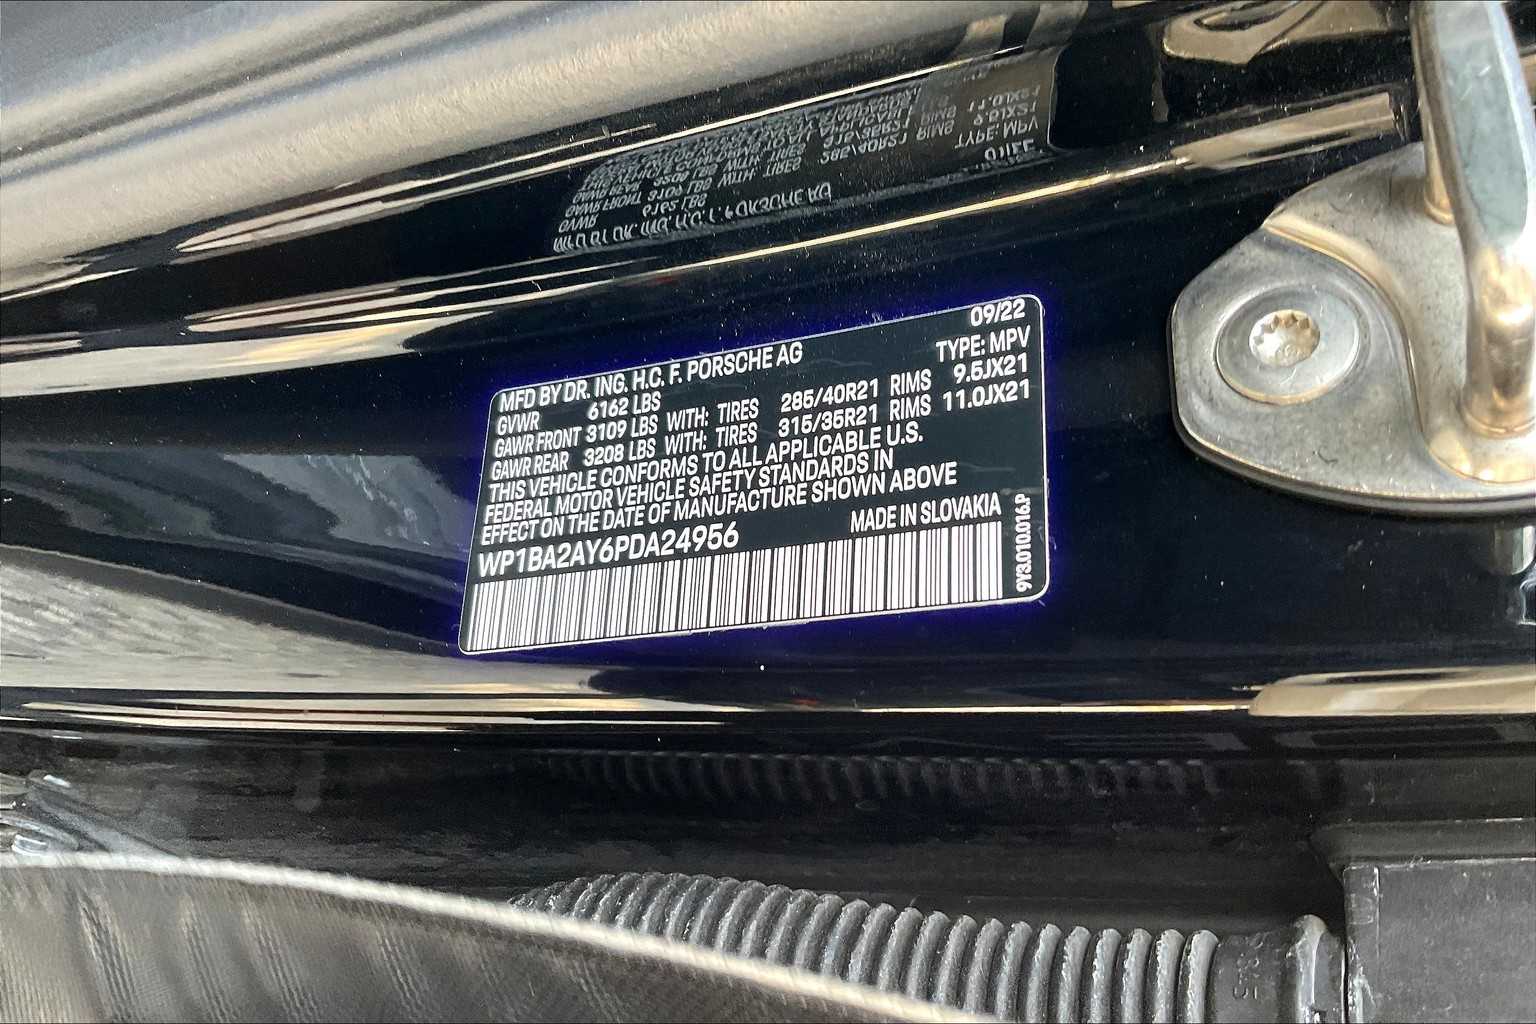 09/22
MFD BY DR. ING. H.C. F. PORSCHE AG TYPE: MPV
GVWR 6162 LBS
GAWR FRONT 3109 LBS WITH: TIRES 285/40R21 RIMS 9.5JX21
GAWR REAR 3208 LBS WITH: TIRES 315/35R21 RIMS 11.0JX21
THIS VEHICLE CONFORMS TO ALL APPLICABLE U.S.
FEDERAL MOTOR VEHICLE SAFETY STANDARDS IN
EFFECT ON THE DATE OF MANUFACTURE SHOWN ABOVE
WP1BA2AY6PDA24956 MADE IN SLOVAKIA
9Y3.010.016.P